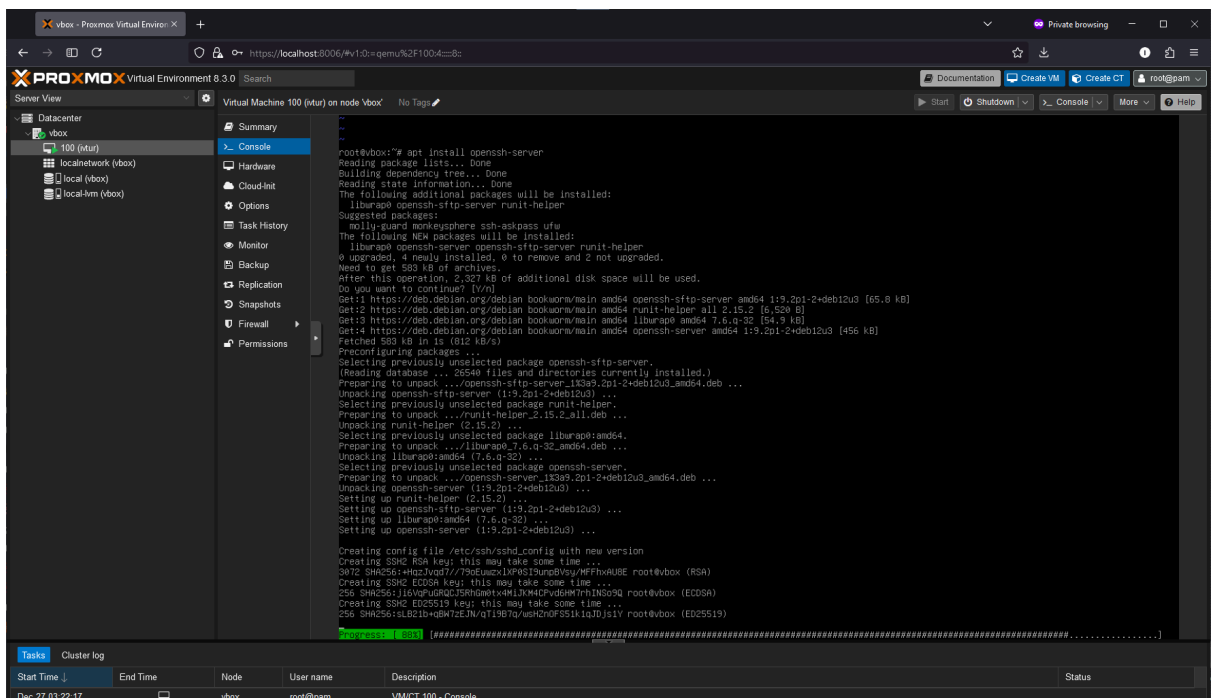 vbox - Proxmox Virtual Environ
Private browsing
https://localhost:8006/#v1:0:=qemu%2F100:4:::::8::
PROXMOX Virtual Environment 8.3.0 Search
Documentation Create VM Create CT root@pam
Server View
Virtual Machine 100 (ivtur) on node 'vbox' No Tags
Start Shutdown Console More Help
Datacenter
vbox
100 (ivtur)
localnetwork (vbox)
local (vbox)
local-lvm (vbox)
Summary
Console
Hardware
Cloud-Init
Options
Task History
Monitor
Backup
Replication
Snapshots
Firewall
Permissions
~
~
~
root@vbox:~# apt install openssh-server
Reading package lists... Done
Building dependency tree... Done
Reading state information... Done
The following additional packages will be installed:
libwrap0 openssh-sftp-server runit-helper
Suggested packages:
molly-guard monkeysphere ssh-askpass ufw
The following NEW packages will be installed:
libwrap0 openssh-server openssh-sftp-server runit-helper
0 upgraded, 4 newly installed, 0 to remove and 2 not upgraded.
Need to get 583 kB of archives.
After this operation, 2,327 kB of additional disk space will be used.
Do you want to continue? [Y/n]
Get:1 https://deb.debian.org/debian bookworm/main amd64 openssh-sftp-server amd64 1:9.2p1-2+deb12u3 [65.8 kB]
Get:2 https://deb.debian.org/debian bookworm/main amd64 runit-helper all 2.15.2 [6,520 B]
Get:3 https://deb.debian.org/debian bookworm/main amd64 libwrap0 amd64 7.6.q-32 [54.9 kB]
Get:4 https://deb.debian.org/debian bookworm/main amd64 openssh-server amd64 1:9.2p1-2+deb12u3 [456 kB]
Fetched 583 kB in 1s (812 kB/s)
Preconfiguring packages ...
Selecting previously unselected package openssh-sftp-server.
(Reading database ... 26540 files and directories currently installed.)
Preparing to unpack .../openssh-sftp-server_1%3a9.2p1-2+deb12u3_amd64.deb ...
Unpacking openssh-sftp-server (1:9.2p1-2+deb12u3) ...
Selecting previously unselected package runit-helper.
Preparing to unpack .../runit-helper_2.15.2_all.deb ...
Unpacking runit-helper (2.15.2) ...
Selecting previously unselected package libwrap0:amd64.
Preparing to unpack .../libwrap0_7.6.q-32_amd64.deb ...
Unpacking libwrap0:amd64 (7.6.q-32) ...
Selecting previously unselected package openssh-server.
Preparing to unpack .../openssh-server_1%3a9.2p1-2+deb12u3_amd64.deb ...
Unpacking openssh-server (1:9.2p1-2+deb12u3) ...
Setting up runit-helper (2.15.2) ...
Setting up openssh-sftp-server (1:9.2p1-2+deb12u3) ...
Setting up libwrap0:amd64 (7.6.q-32) ...
Setting up openssh-server (1:9.2p1-2+deb12u3) ...
Creating config file /etc/ssh/sshd_config with new version
Creating SSH2 RSA key; this may take some time ...
3072 root@vbox (RSA)
Creating SSH2 ECDSA key; this may take some time ...
256 root@vbox (ECDSA)
Creating SSH2 ED25519 key; this may take some time ...
256 root@vbox (ED25519)
Progress: [ 88%] [####
Tasks Cluster log
Start Time End Time Node User name Description Status
Dec 27 03:22:17 vbox root@pam VM/CT 100 - Console